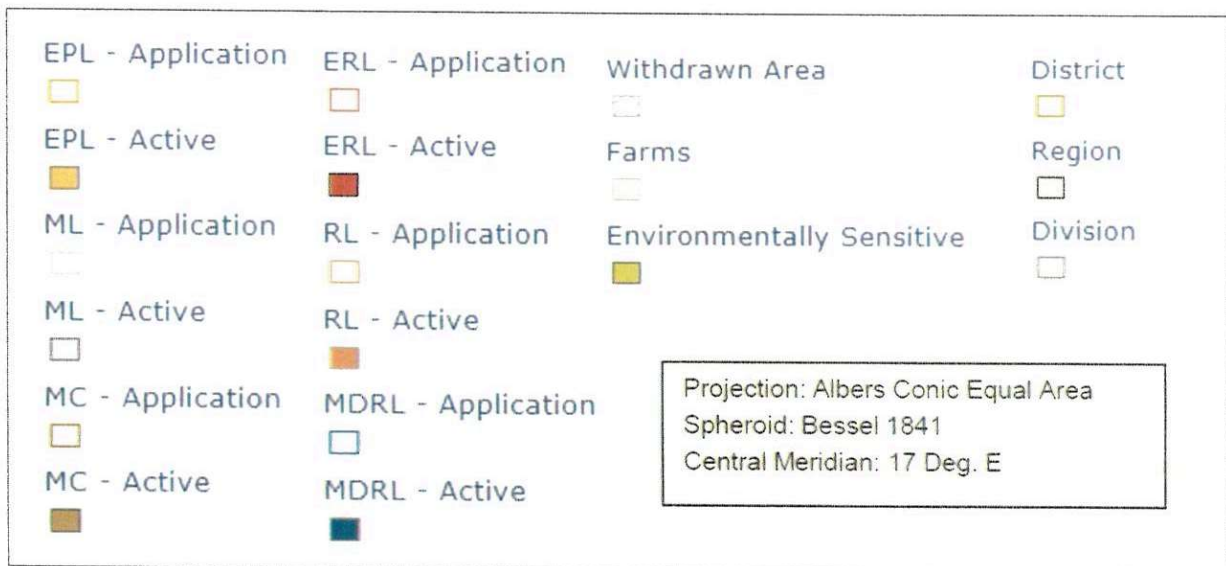 EPL - Application
EPL - Active
ML - Application
ML - Active
MC - Application
MC - Active
ERL - Application
ERL - Active
RL - Application
RL - Active
MDRL - Application
MDRL - Active
Withdrawn Area
Farms
Environmentally Sensitive
District
Region
Division
Projection: Albers Conic Equal Area
Spheroid: Bessel 1841
Central Meridian: 17 Deg. E